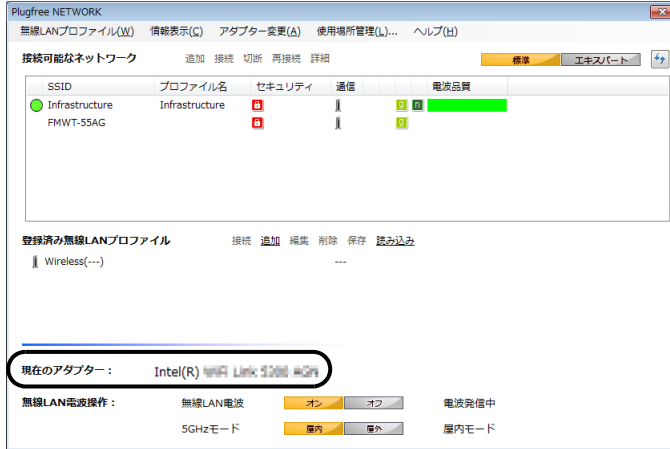 Plugfree NETWORK
無線LANプロファイル(W) 情報表示(C) アダプター変更(A) 使用場所管理(L)... ヘルプ(H)
接続可能なネットワーク 追加 接続 切断 再接続 詳細 標準 エキスパート
SSID プロファイル名 セキュリティ 通信 電波品質
Infrastructure Infrastructure g n
FMWT-55AG g
登録済み無線LANプロファイル 接続 追加 編集 削除 保存 読み込み
Wireless(---) ---
現在のアダプター： Intel(R)
無線LAN電波操作： 無線LAN電波 オン オフ 電波発信中
5GHzモード 屋内 屋外 屋内モード